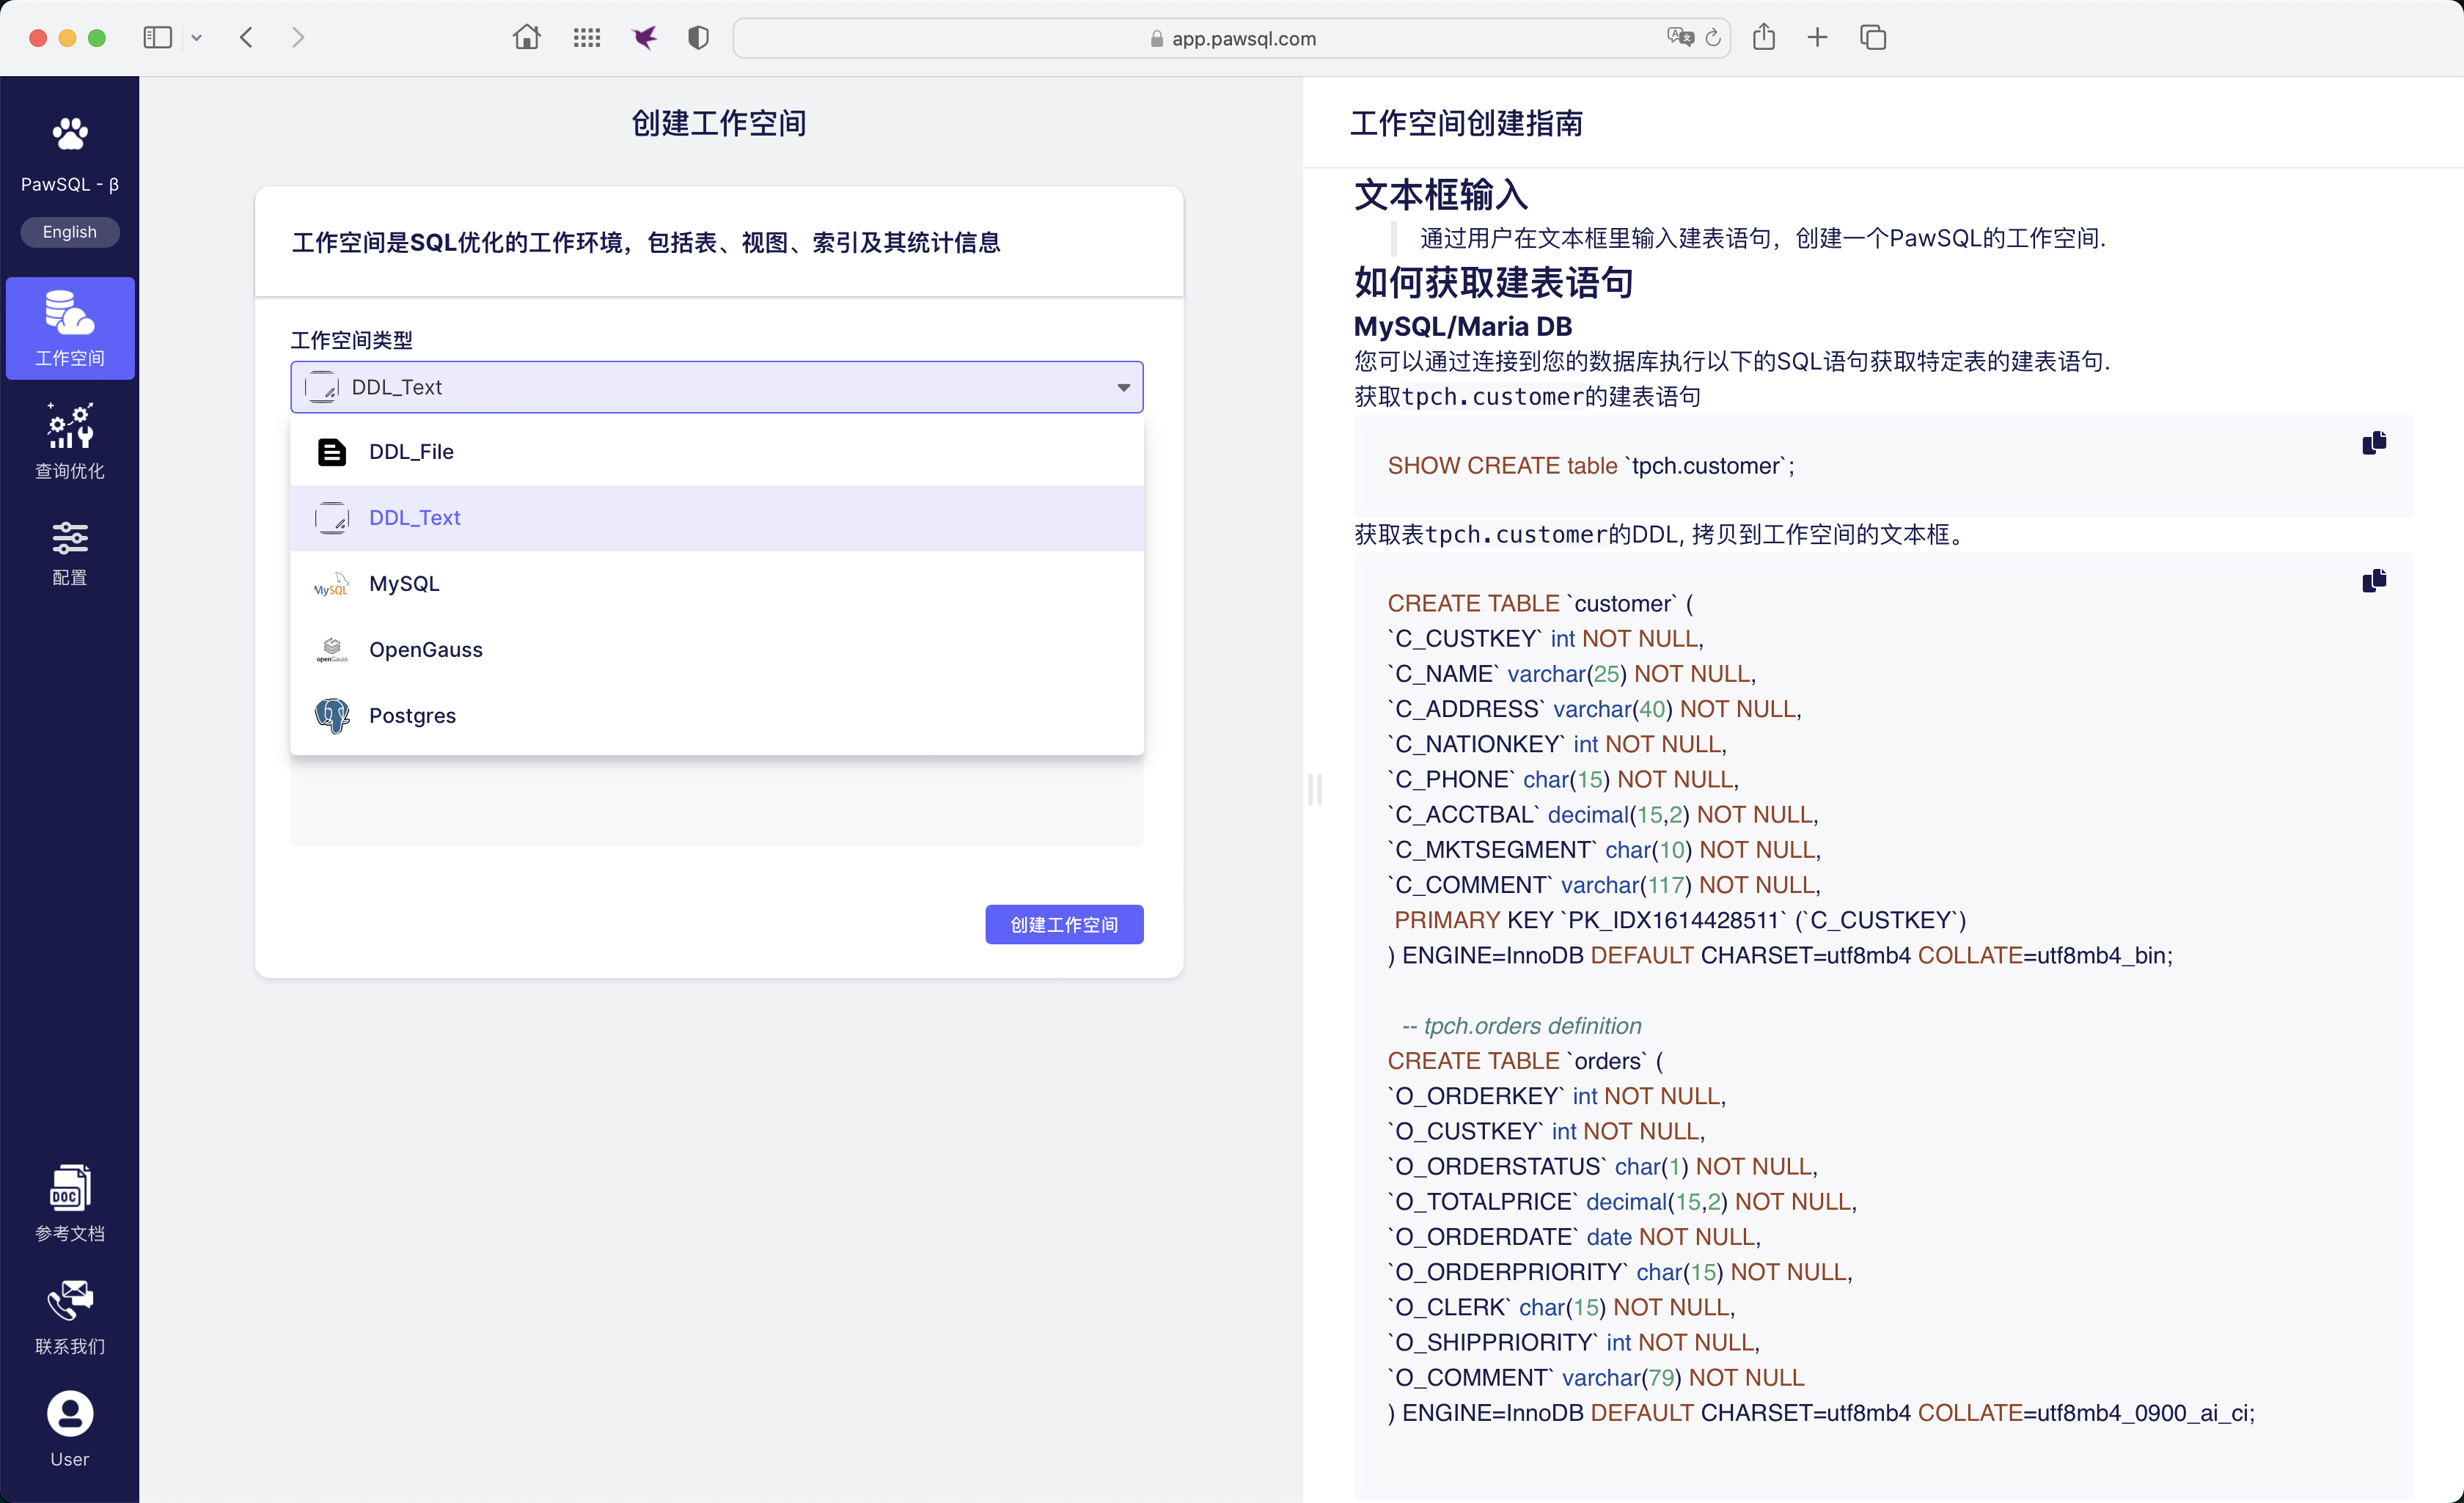 app.pawsql.com
PawSQL - β
English
工作空间
查询优化
配置
DOC
参考文档
联系我们
User
创建工作空间
工作空间是SQL优化的工作环境，包括表、视图、索引及其统计信息
工作空间类型
DDL_Text
DDL_File
DDL_Text
MySQL MySQL
openGauss OpenGauss
Postgres
创建工作空间
工作空间创建指南
文本框输入
通过用户在文本框里输入建表语句，创建一个PawSQL的工作空间.
如何获取建表语句
MySQL/Maria DB
您可以通过连接到您的数据库执行以下的SQL语句获取特定表的建表语句.
获取tpch.customer的建表语句
SHOW CREATE table `tpch.customer`;
获取表tpch.customer的DDL, 拷贝到工作空间的文本框。
CREATE TABLE `customer` (
`C_CUSTKEY` int NOT NULL,
`C_NAME` varchar(25) NOT NULL,
`C_ADDRESS` varchar(40) NOT NULL,
`C_NATIONKEY` int NOT NULL,
`C_PHONE` char(15) NOT NULL,
`C_ACCTBAL` decimal(15,2) NOT NULL,
`C_MKTSEGMENT` char(10) NOT NULL,
`C_COMMENT` varchar(117) NOT NULL,
PRIMARY KEY `PK_IDX1614428511` (`C_CUSTKEY`)
) ENGINE=InnoDB DEFAULT CHARSET=utf8mb4 COLLATE=utf8mb4_bin;
-- tpch.orders definition
CREATE TABLE `orders` (
`O_ORDERKEY` int NOT NULL,
`O_CUSTKEY` int NOT NULL,
`O_ORDERSTATUS` char(1) NOT NULL,
`O_TOTALPRICE` decimal(15,2) NOT NULL,
`O_ORDERDATE` date NOT NULL,
`O_ORDERPRIORITY` char(15) NOT NULL,
`O_CLERK` char(15) NOT NULL,
`O_SHIPPRIORITY` int NOT NULL,
`O_COMMENT` varchar(79) NOT NULL
) ENGINE=InnoDB DEFAULT CHARSET=utf8mb4 COLLATE=utf8mb4_0900_ai_ci;